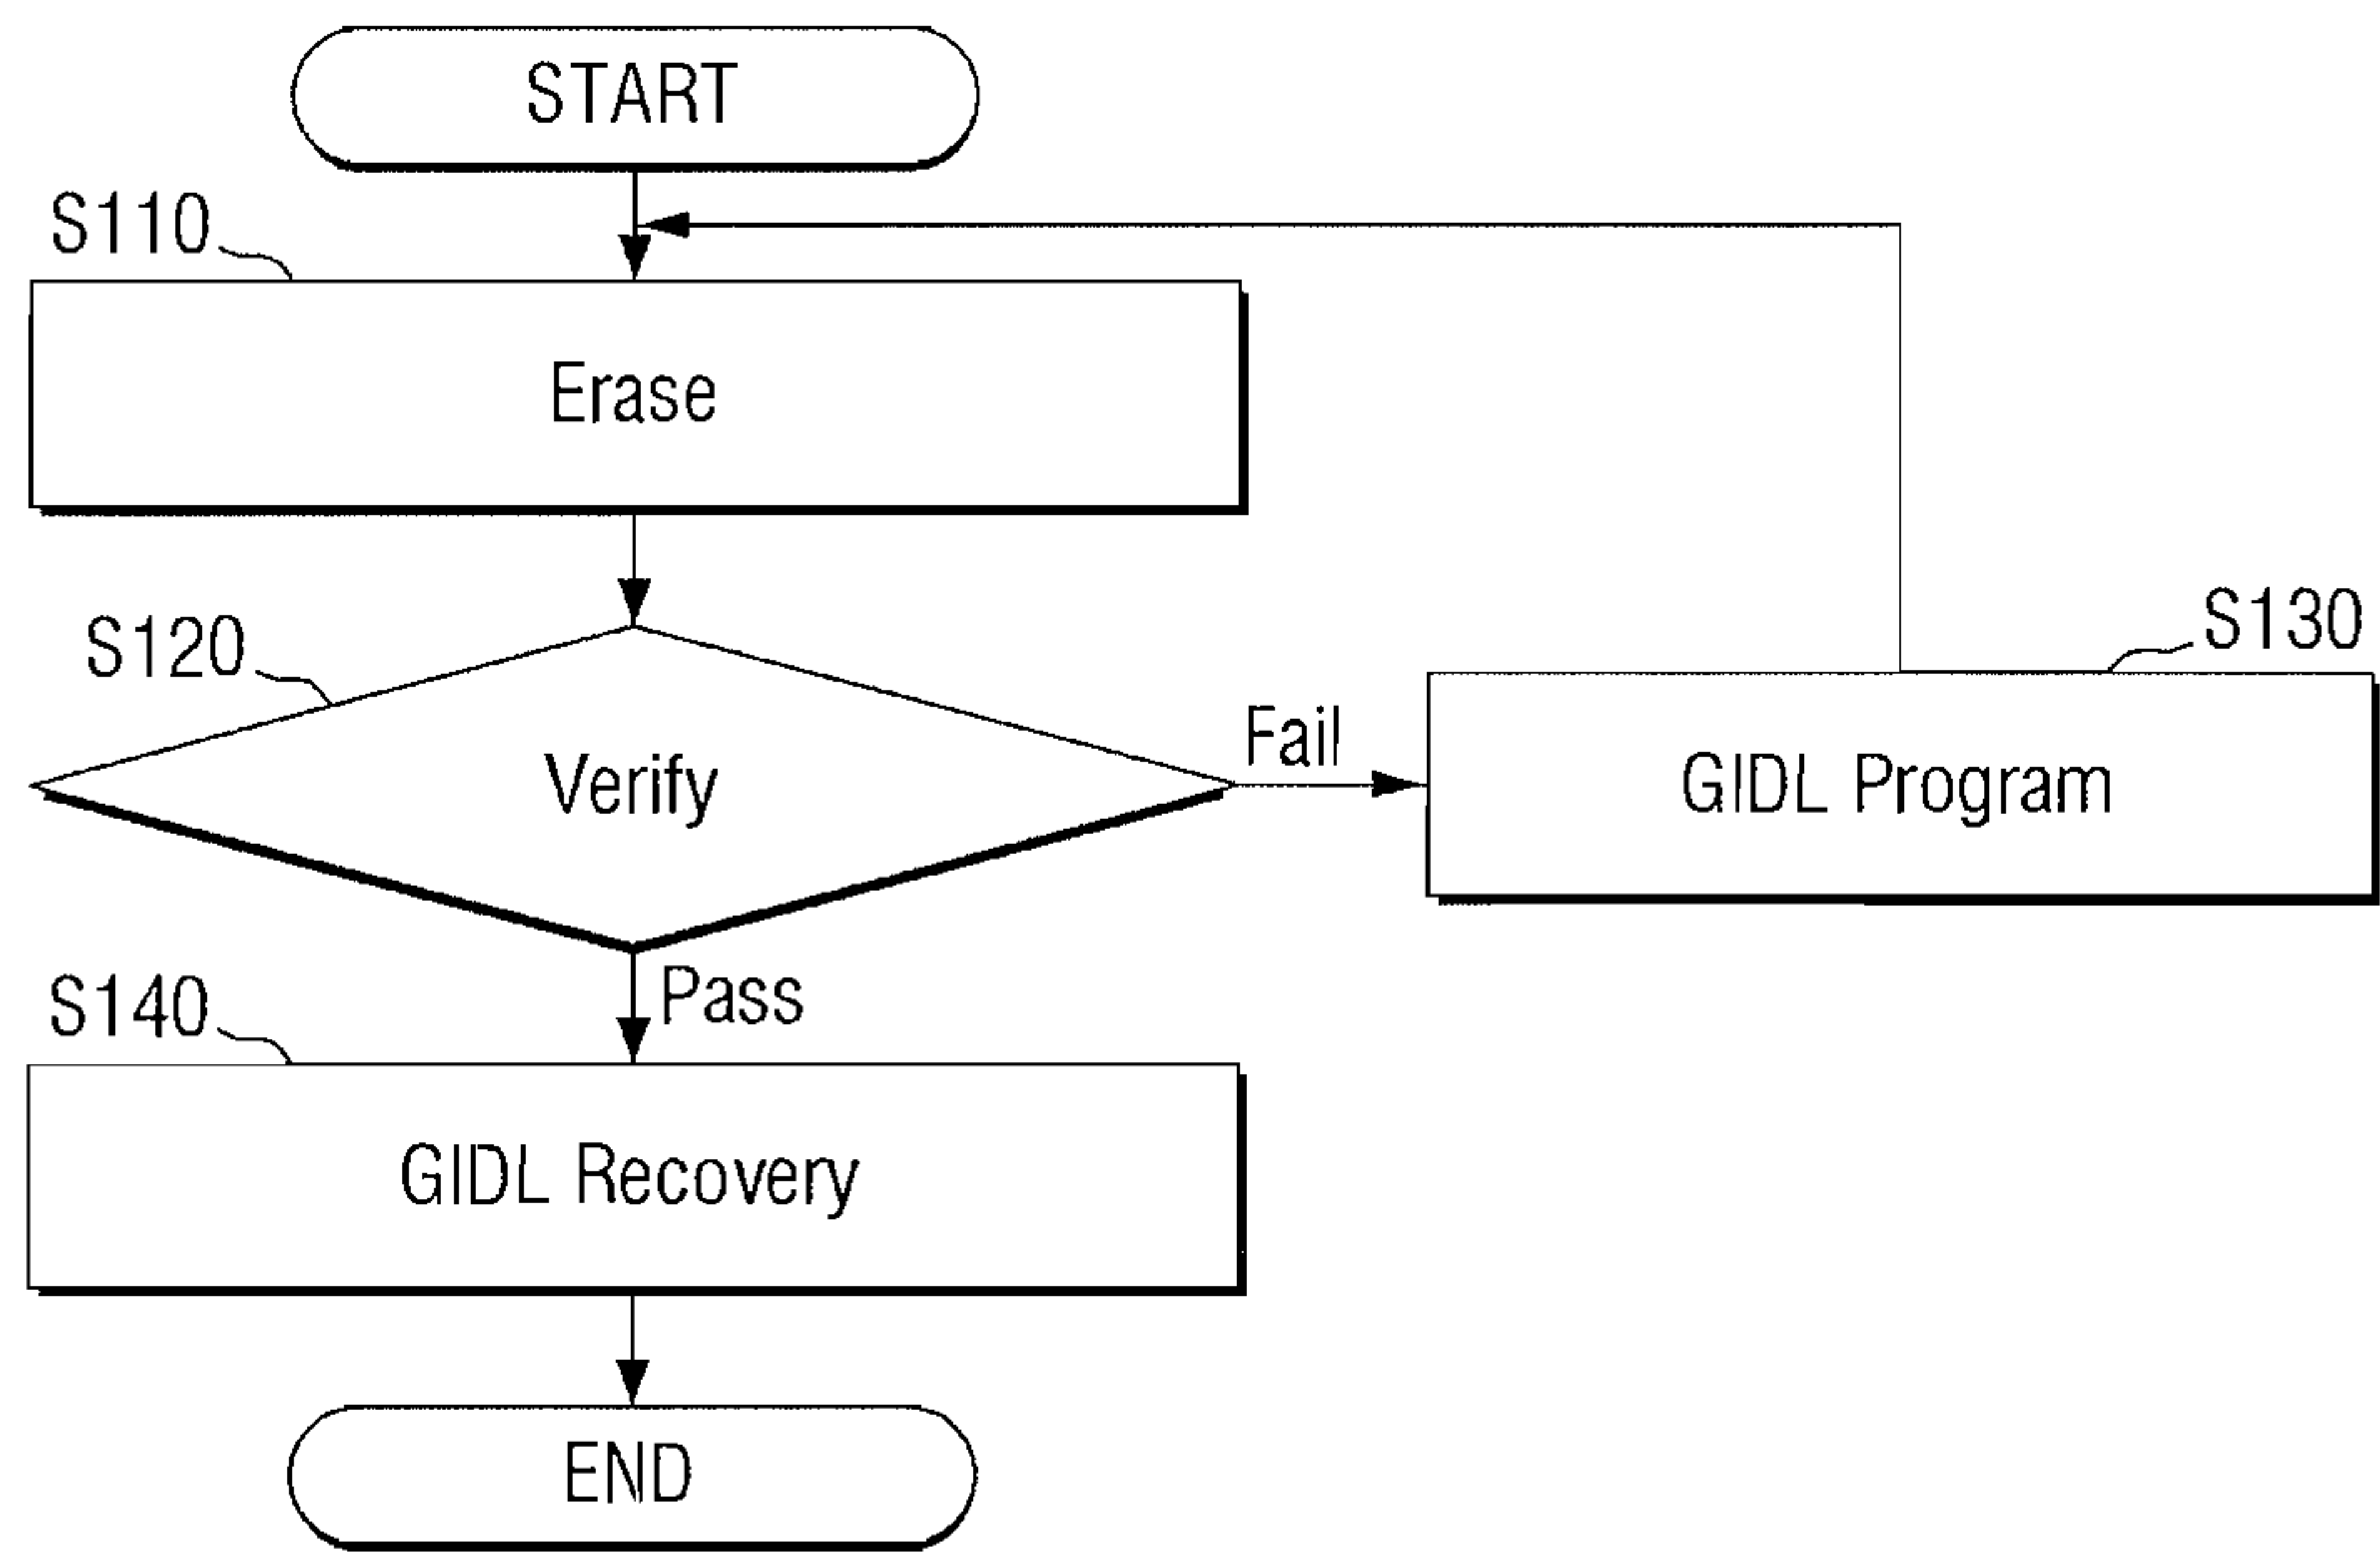 START
S110
Erase
S120
Verify
Fail
S130
GIDL Program
Pass
S140
GIDL Recovery
END